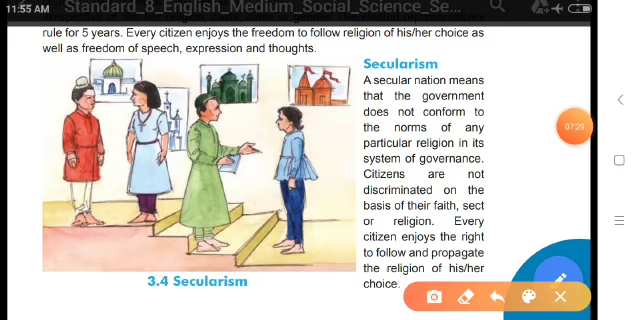 11:55 AM
Standard_8_English_Medium_Social_Science_Se...
rule for 5 years. Every citizen enjoys the freedom to follow religion of his/her choice as
well as freedom of speech, expression and thoughts.
Secularism
A secular nation means
that the government
does not conform to
the norms of any
particular religion in its
system of governance.
Citizens are not
discriminated on the
basis of their faith, sect
or religion. Every
citizen enjoys the right
to follow and propagate
the religion of his/her
choice.
3.4 Secularism
07:29